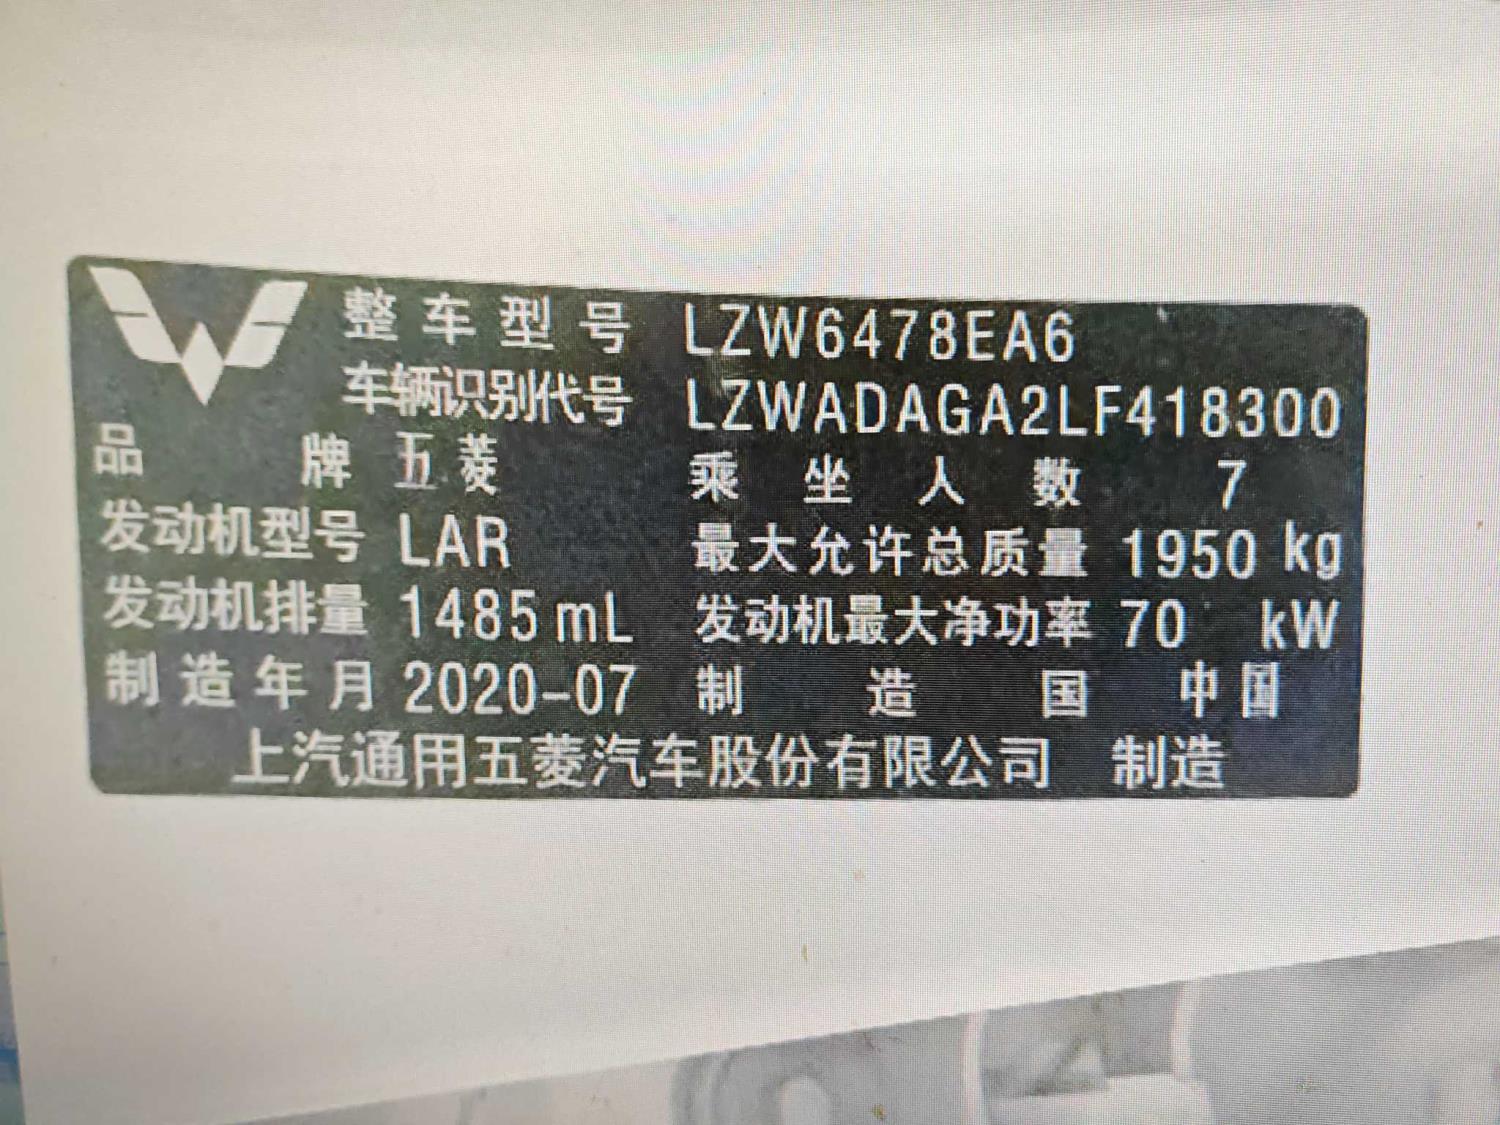 整车型号 LZW6478EA6
车辆识别代号 LZWADAGA2LF418300
品牌 五菱 乘坐人数 7
发动机型号 LAR 最大允许总质量 1950 kg
发动机排量 1485 mL 发动机最大净功率 70 kW
制造年月 2020-07 制造国 中国
上汽通用五菱汽车股份有限公司 制造